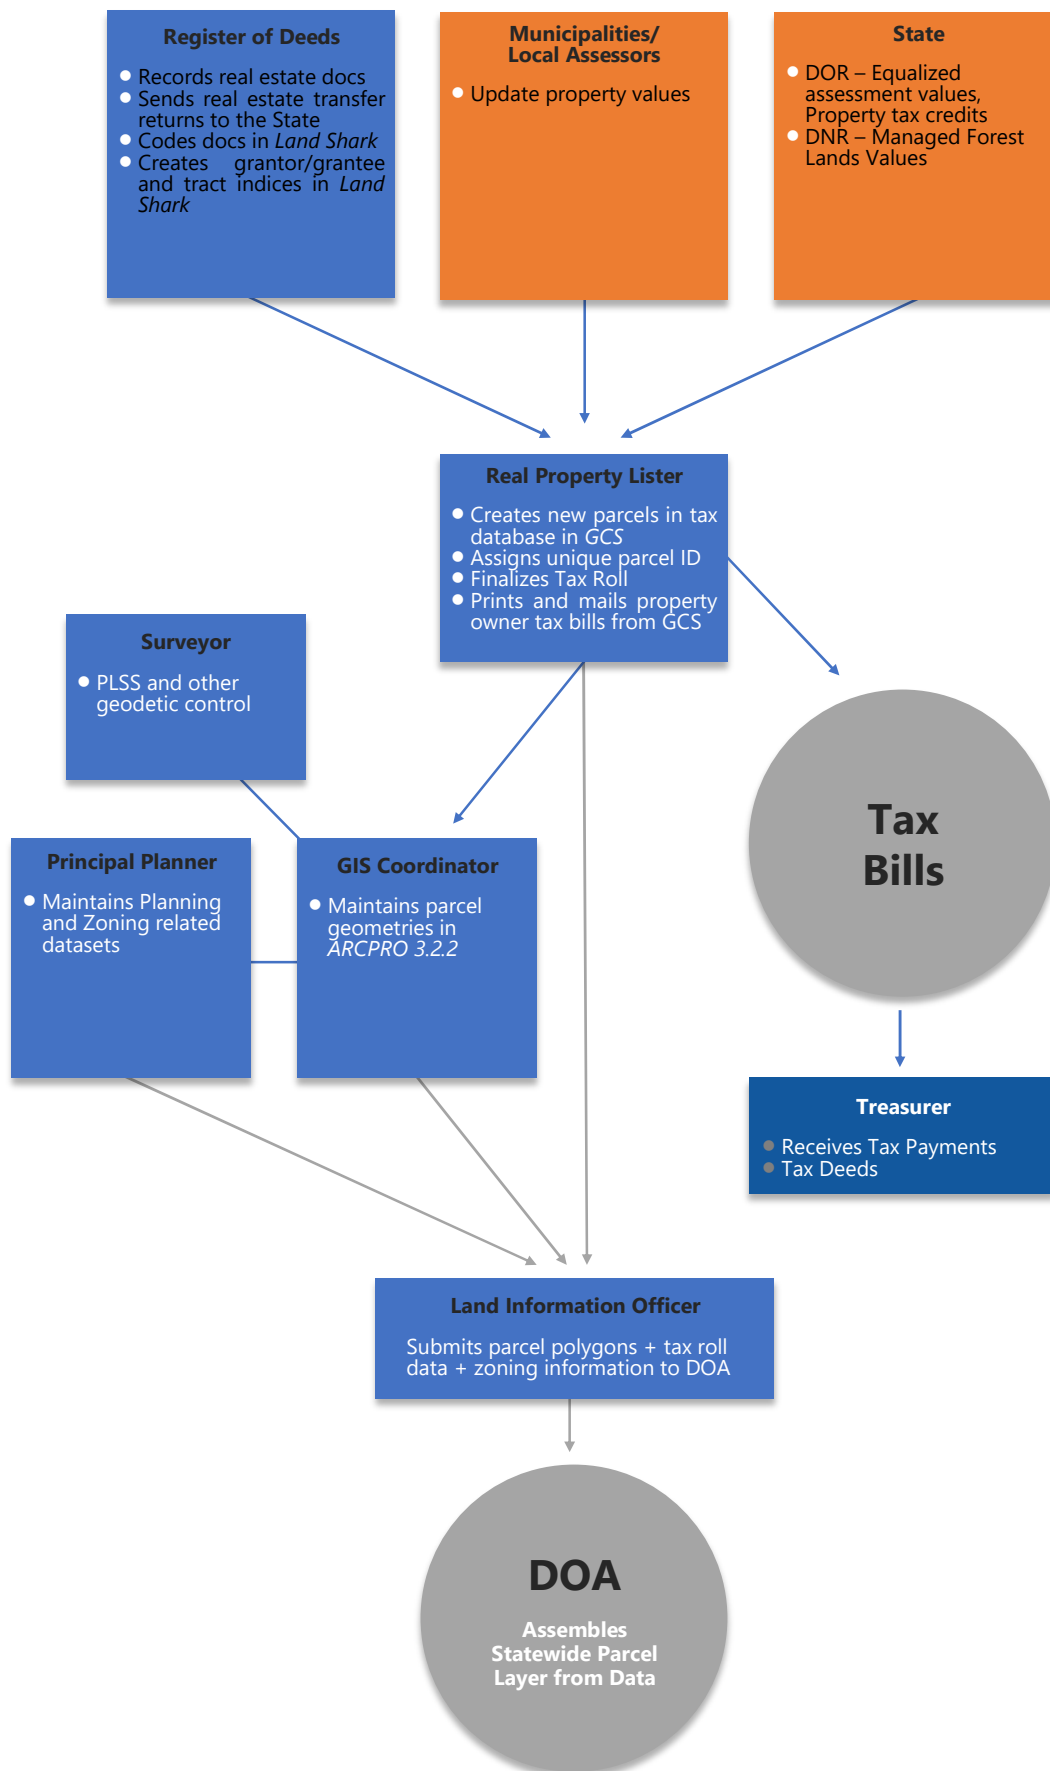 Register of Deeds
Records real estate docs
Sends real estate transfer
returns to the State
Codes docs in Land Shark
Creates grantor/grantee
and tract indices in Land
Shark
Municipalities/
Local Assessors
Update property values
State
DOR – Equalized
assessment values,
Property tax credits
DNR – Managed Forest
Lands Values
Real Property Lister
Creates new parcels in tax
database in GCS
Assigns unique parcel ID
Finalizes Tax Roll
Prints and mails property
owner tax bills from GCS
Surveyor
PLSS and other
geodetic control
Tax
Bills
Principal Planner
Maintains Planning
and Zoning related
datasets
GIS Coordinator
Maintains parcel
geometries in
ARCPRO 3.2.2
Treasurer
Receives Tax Payments
Tax Deeds
Land Information Officer
Submits parcel polygons + tax roll
data + zoning information to DOA
DOA
Assembles
Statewide Parcel
Layer from Data